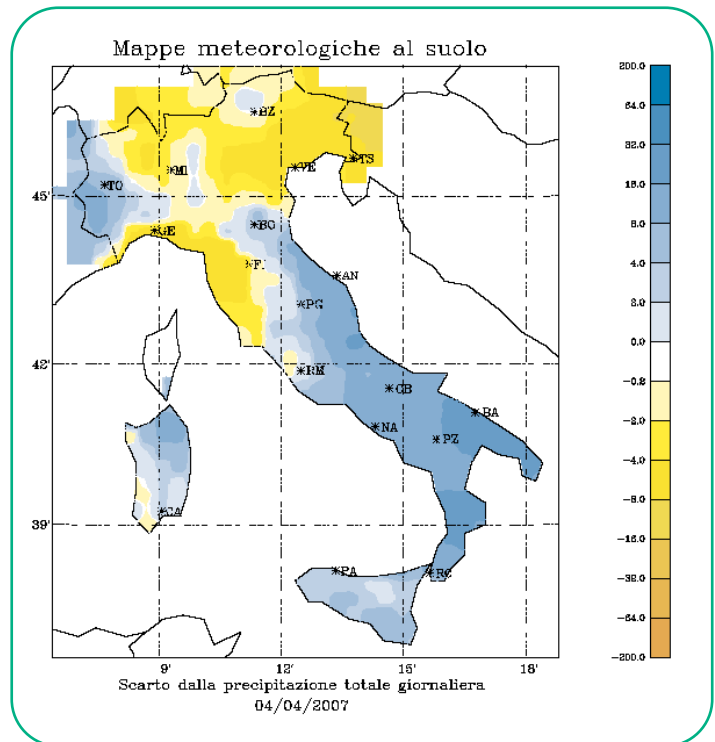 Mappe meteorologiche al suolo
200.0
64.0
32.0
16.0
8.0
4.0
8.0
0.0
-0.8
-2.0
-4.0
-8.0
-16.0
-32.0
-64.0
-200.0
*BZ
*TS
*VE
*MI
*TO
45'
*BO
*GE
*FI
*AN
*PG
42'
*RM
*CB
*BA
*NA
*PZ
*CA
39'
*PA
*RC
9'
12'
15'
18'
Scarto dalla precipitazione totale giornaliera
04/04/2007